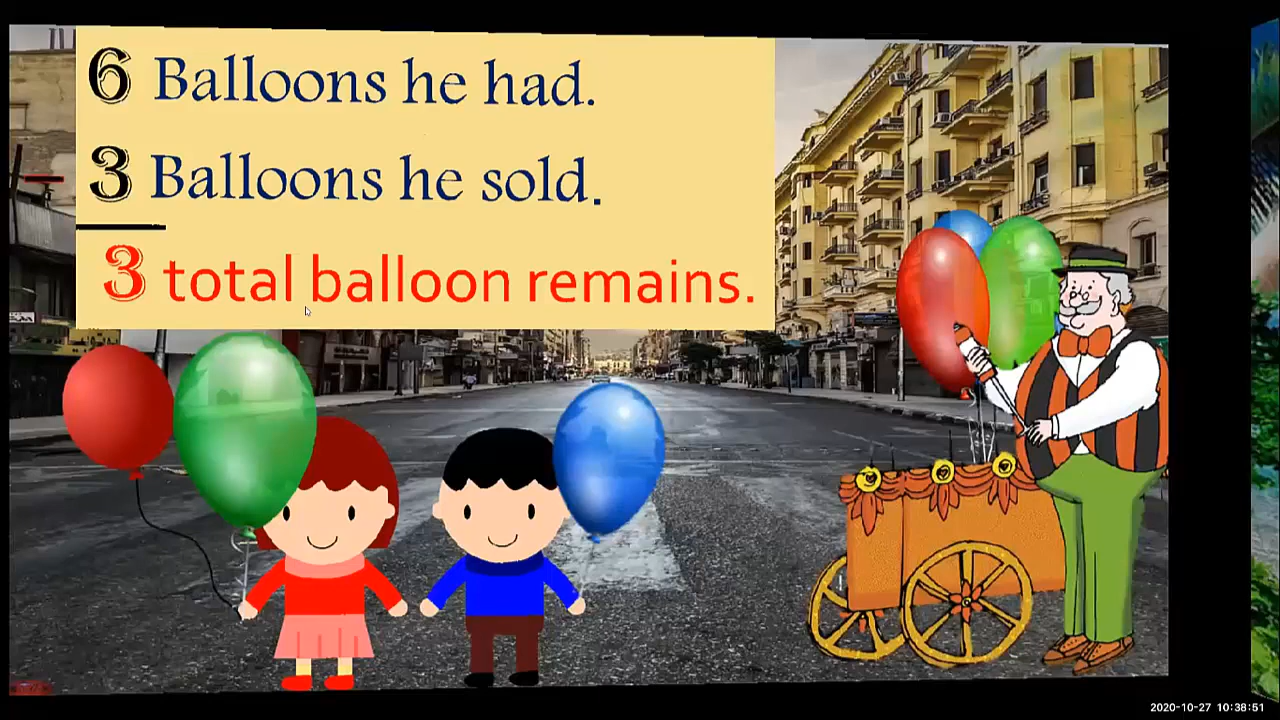 6 Balloons he had.
3 Balloons he sold.
3 total balloon remains.
2020-10-27 10:38:51